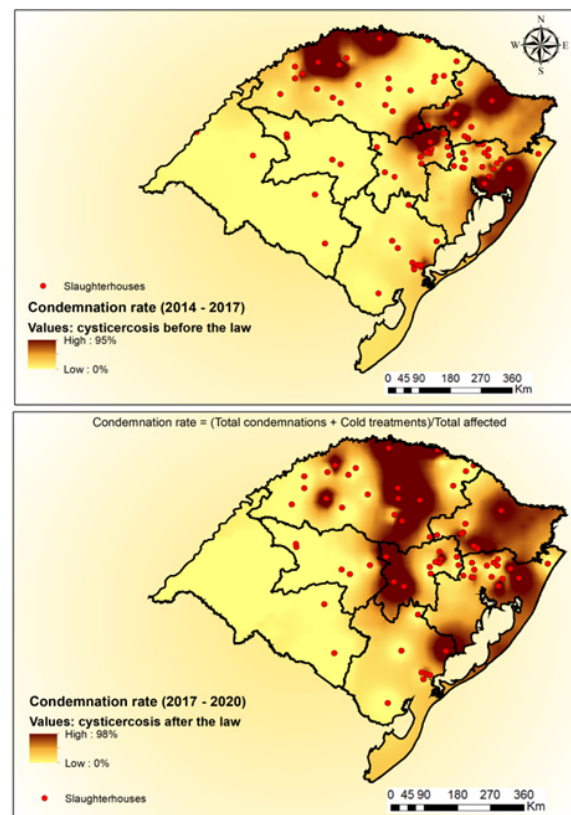 N
W E
S
Slaughterhouses
Condemnation rate (2014 - 2017)
Values: cysticercosis before the law
High : 95%
Low : 0%
0 45 90 180 270 360
Km
Condemnation rate = (Total condemnations + Cold treatments)/Total affected
Condemnation rate (2017 - 2020)
Values: cysticercosis after the law
High : 98%
Low : 0%
Slaughterhouses
0 45 90 180 270 360
Km